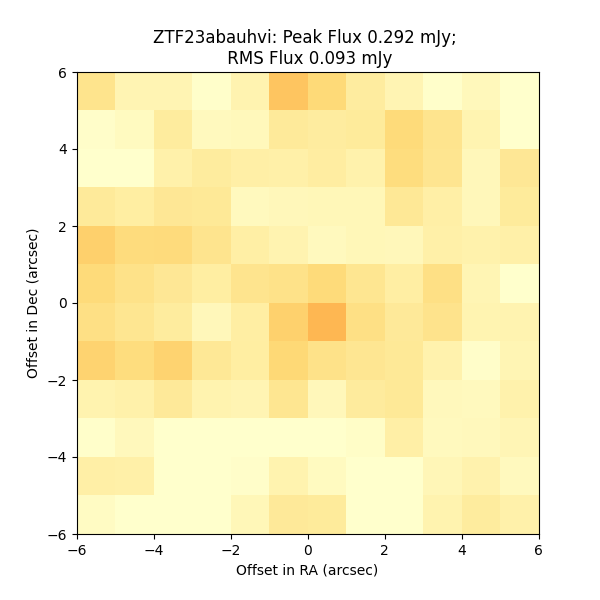 ZTF23abauhvi: Peak Flux 0.292 mJy;
RMS Flux 0.093 mJy
6
4
2
0
−2
−4
−6
Offset in Dec (arcsec)
−6 −4 −2 0 2 4 6
Offset in RA (arcsec)